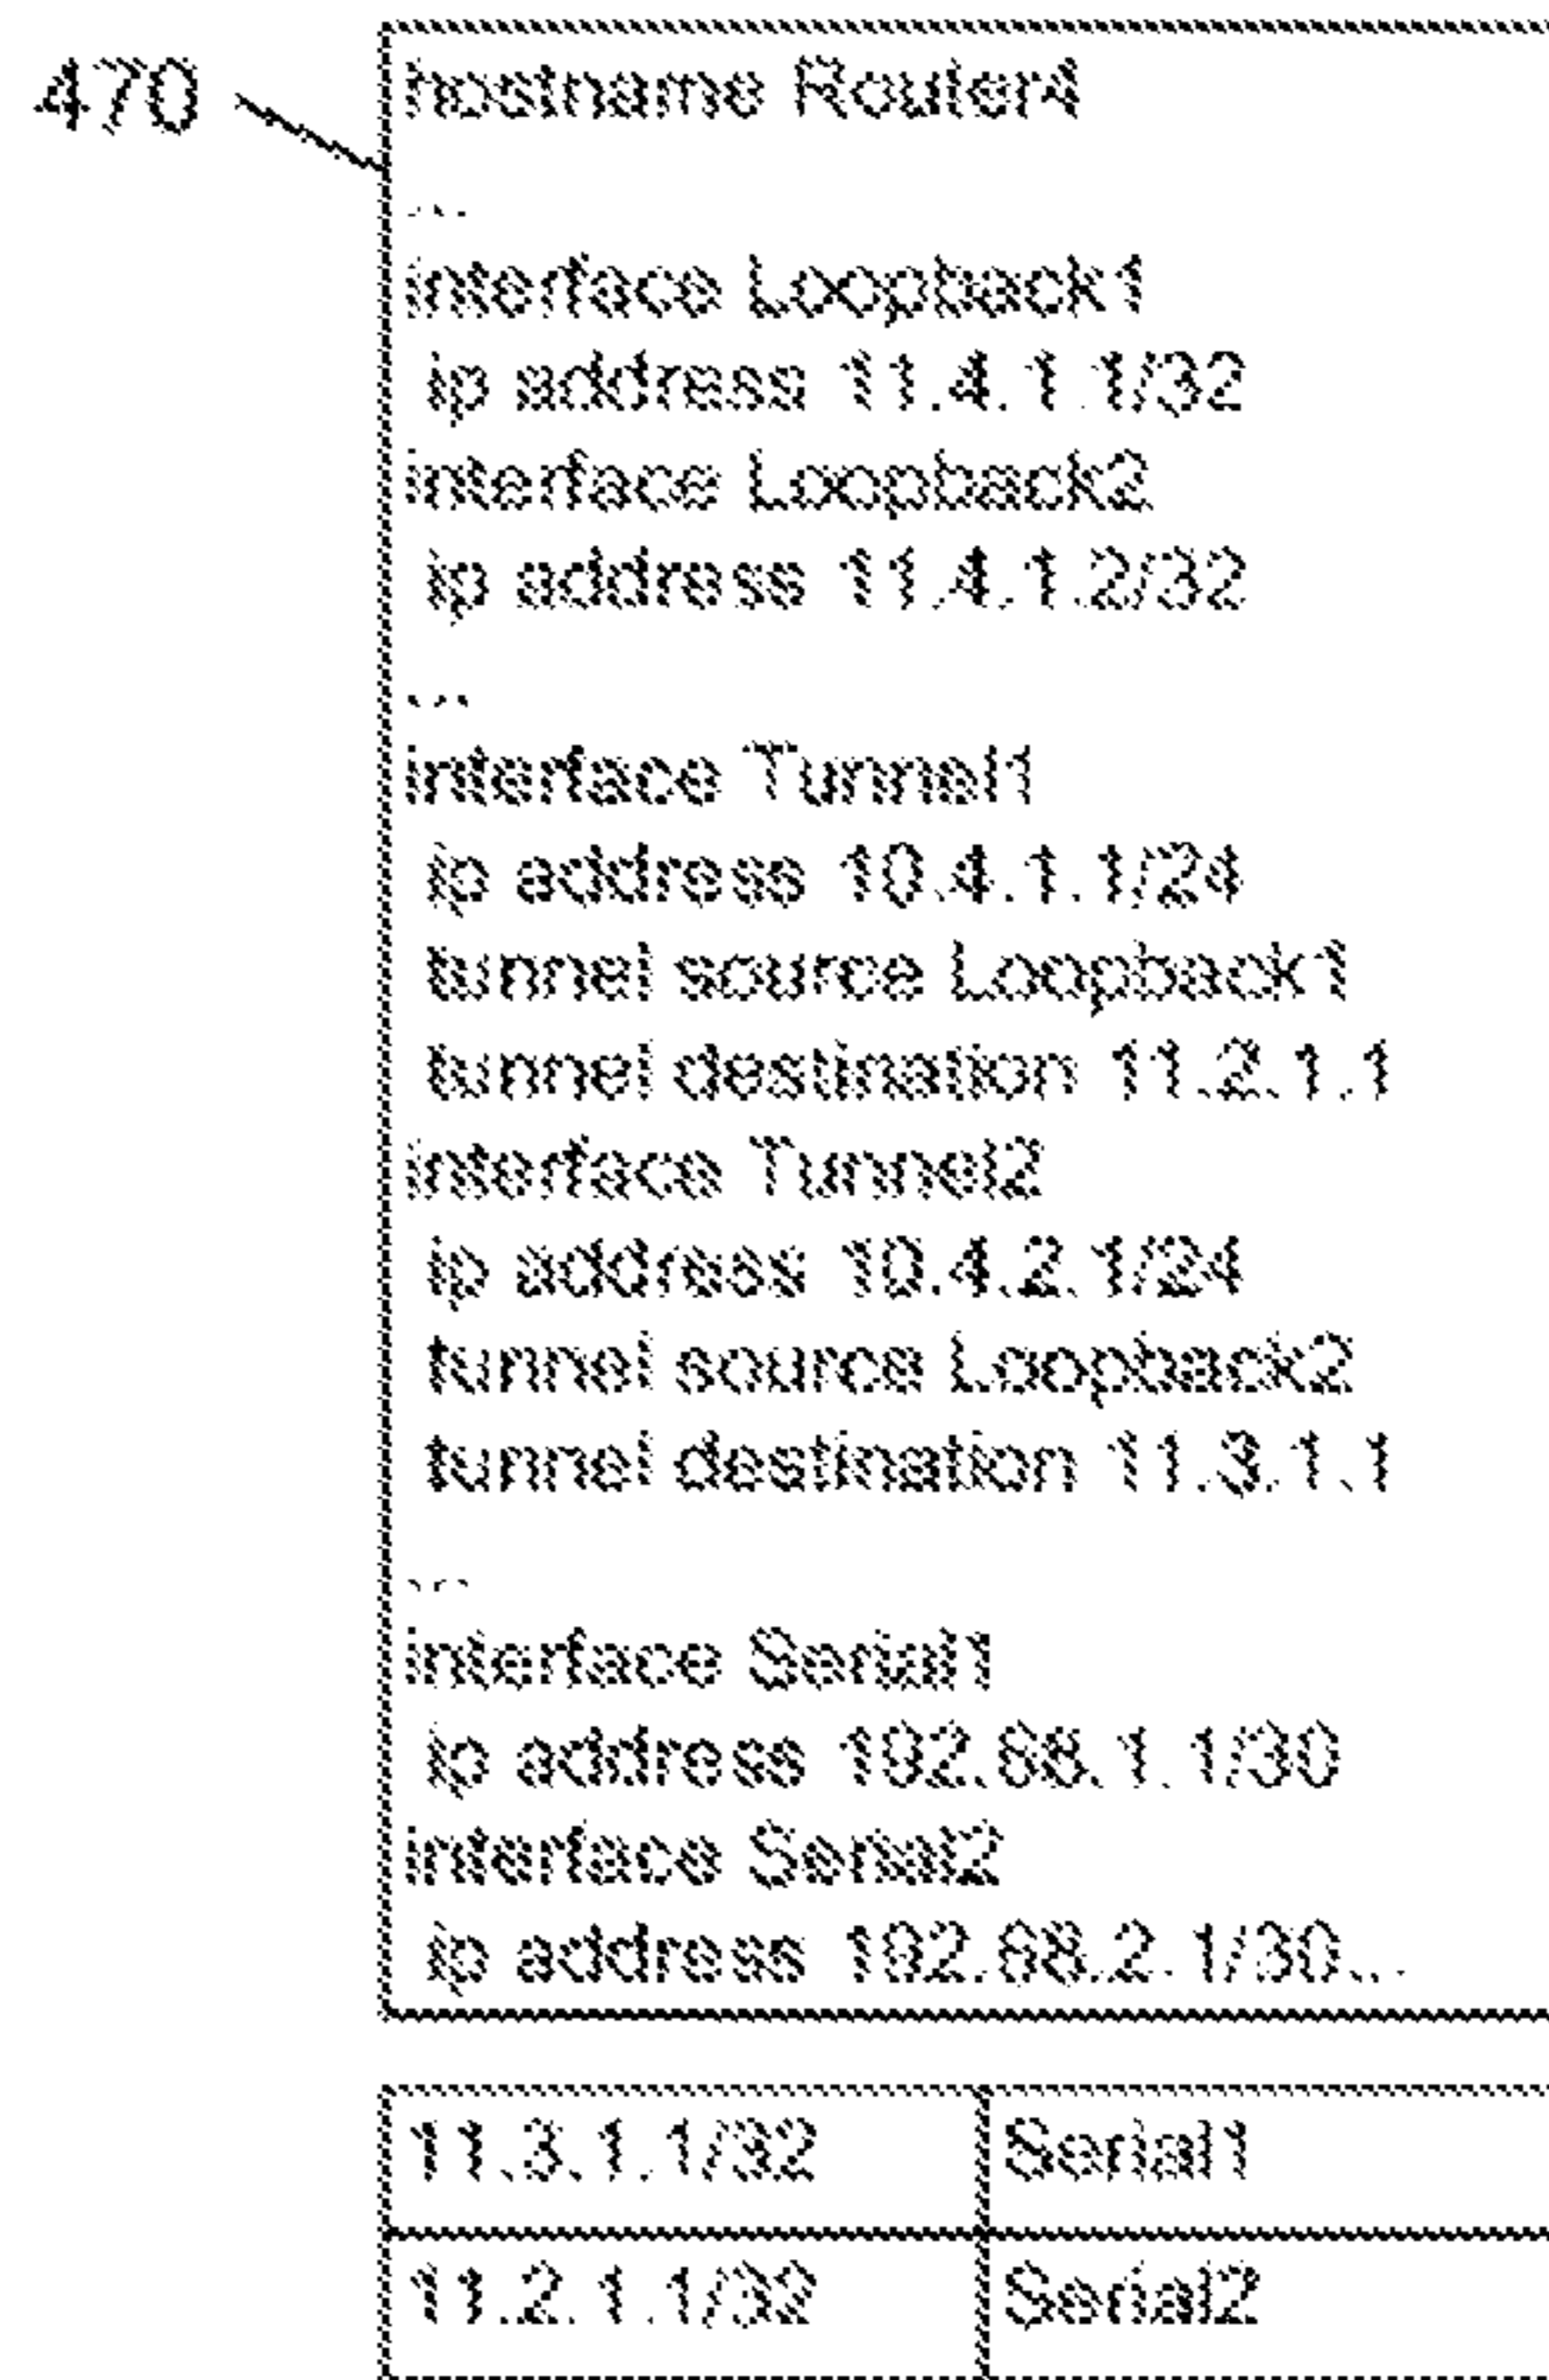 470
hostname Router4
...
interface Loopback1
ip address 11.4.1.1/32
interface Loopback2
ip address 11.4.1.2/32
...
interface Tunnel1
ip address 10.4.1.1/24
tunnel source Loopback1
tunnel destination 11.2.1.1
interface Tunnel2
ip address 10.4.2.1/24
tunnel source Loopback2
tunnel destination 11.3.1.1
...
interface Serial1
ip address 192.68.1.1/30
interface Serial2
ip address 192.68.2.1/30...
11.3.1.1/32 Serial1
11.2.1.1/32 Serial2